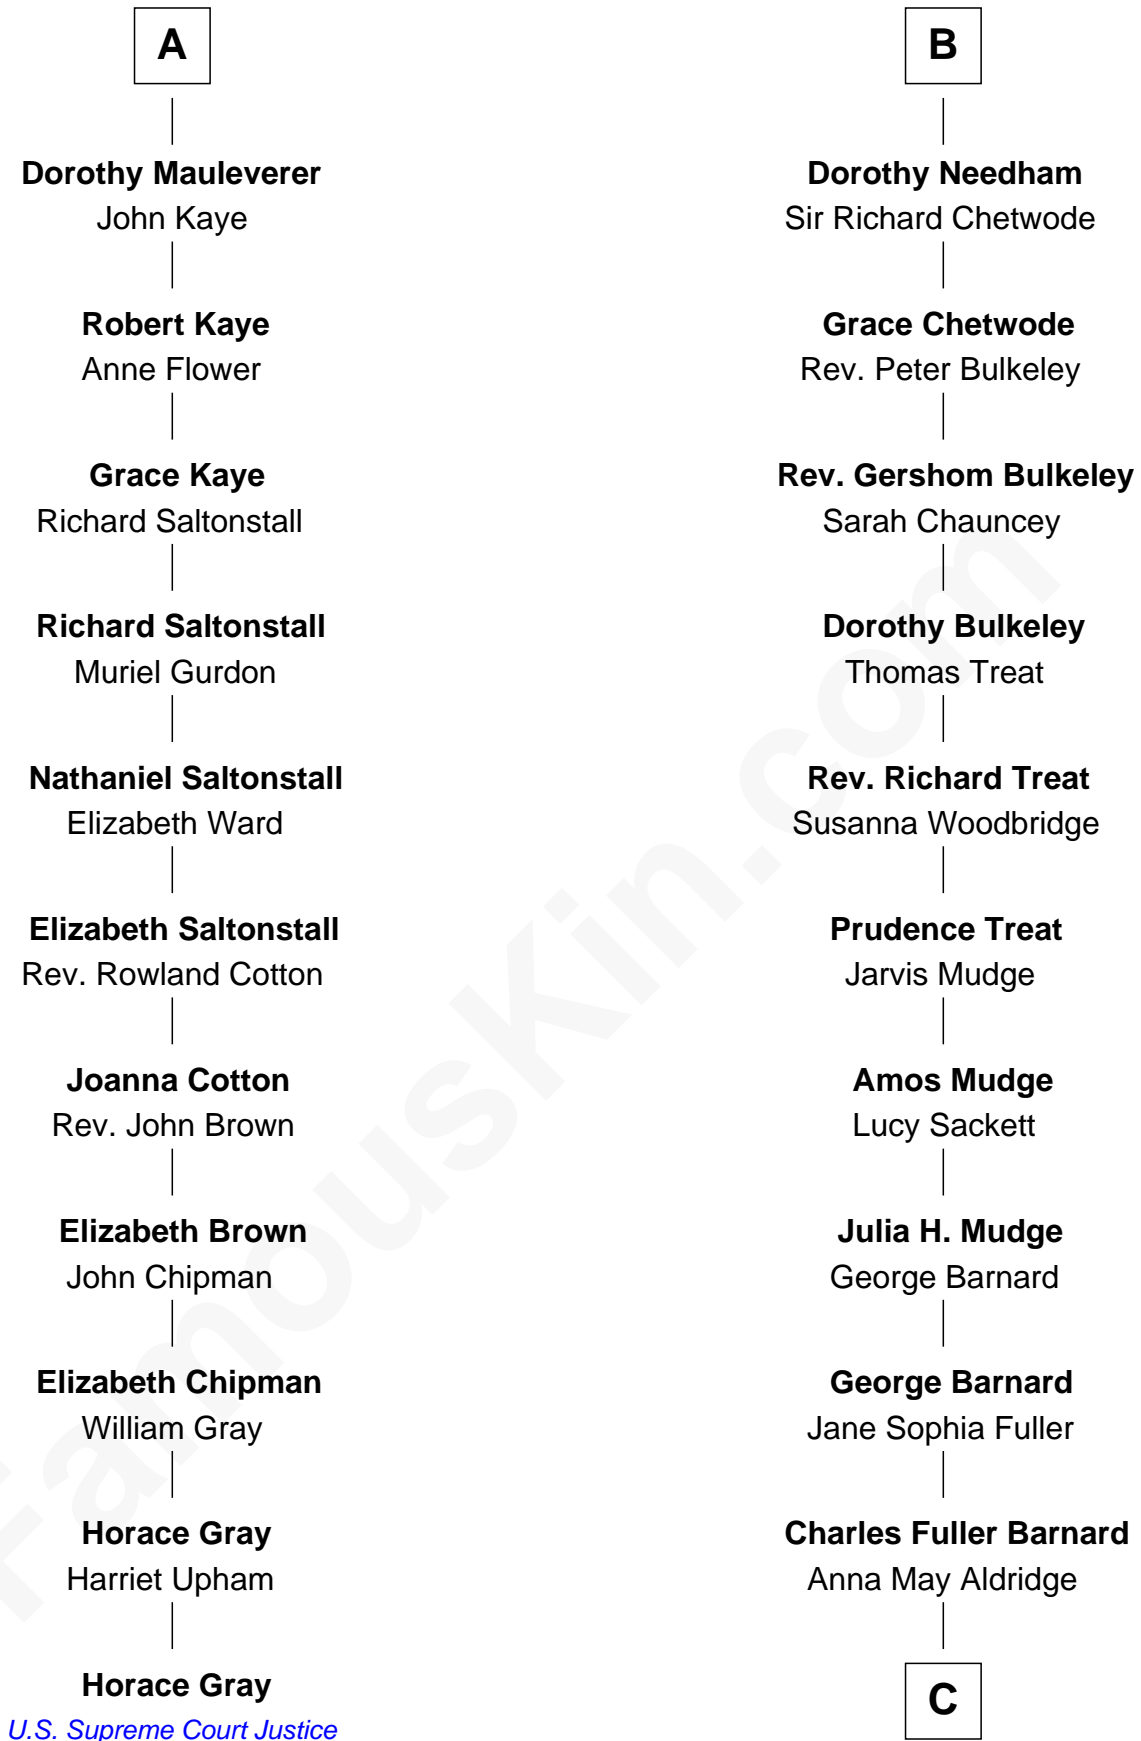 A
Dorothy Mauleverer
John Kaye
Robert Kaye
Anne Flower
Grace Kaye
Richard Saltonstall
Richard Saltonstall
Muriel Gurdon
Nathaniel Saltonstall
Elizabeth Ward
Elizabeth Saltonstall
Rev. Rowland Cotton
Joanna Cotton
Rev. John Brown
Elizabeth Brown
John Chipman
Elizabeth Chipman
William Gray
Horace Gray
Harriet Upham
Horace Gray
U.S. Supreme Court Justice
B
Dorothy Needham
Sir Richard Chetwode
Grace Chetwode
Rev. Peter Bulkeley
Rev. Gershom Bulkeley
Sarah Chauncey
Dorothy Bulkeley
Thomas Treat
Rev. Richard Treat
Susanna Woodbridge
Prudence Treat
Jarvis Mudge
Amos Mudge
Lucy Sackett
Julia H. Mudge
George Barnard
George Barnard
Jane Sophia Fuller
Charles Fuller Barnard
Anna May Aldridge
C
FamousKin.com